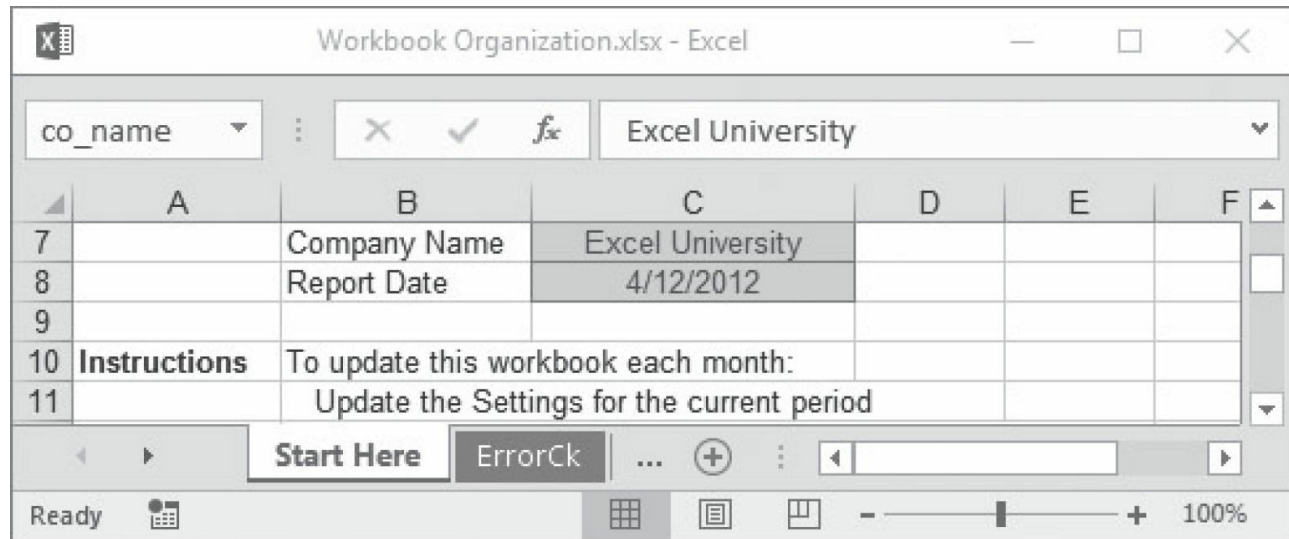 Workbook Organization.xlsx - Excel
co_name fx Excel University
A B C D E F
7 Company Name Excel University
8 Report Date 4/12/2012
9
10 Instructions To update this workbook each month:
11 Update the Settings for the current period
Start Here ErrorCk ...
Ready 100%